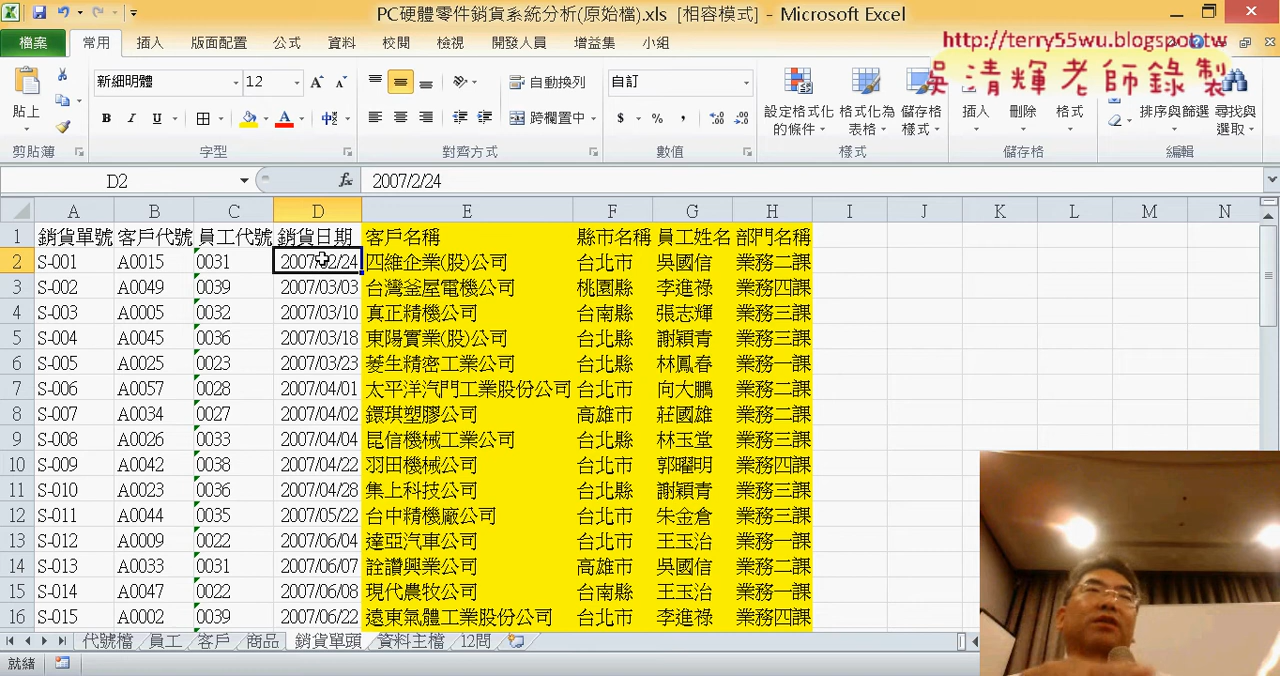 PC硬體零件銷貨系統分析(原始檔).xls [相容模式] - Microsoft Excel
檔案 常用 插入 版面配置 公式 資料 校閱 檢視 開發人員 增益集 小組
http://terry55wu.blogspot.tw
吳清輝老師錄製
貼上 新細明體 12 自動換列 自訂 設定格式化的條件 格式化為表格 儲存格樣式 插入 刪除 格式 排序與篩選 尋找與選取
B I U 跨欄置中 $ % ,
剪貼簿 字型 對齊方式 數值 樣式 儲存格 編輯
D2 fx 2007/2/24
A B C D E F G H I J K L M N
1 銷貨單號 客戶代號 員工代號 銷貨日期 客戶名稱 縣市名稱 員工姓名 部門名稱
2 S-001 A0015 0031 2007/02/24 四維企業(股)公司 台北市 吳國信 業務二課
3 S-002 A0049 0039 2007/03/03 台灣釜屋電機公司 桃園縣 李進祿 業務四課
4 S-003 A0005 0032 2007/03/10 真正精機公司 台南縣 張志輝 業務三課
5 S-004 A0045 0036 2007/03/18 東陽實業(股)公司 台北縣 謝穎青 業務三課
6 S-005 A0025 0023 2007/03/23 菱生精密工業公司 台北縣 林鳳春 業務一課
7 S-006 A0057 0028 2007/04/01 太平洋汽門工業股份公司 台北市 向大鵬 業務二課
8 S-007 A0034 0027 2007/04/02 鐶琪塑膠公司 高雄市 莊國雄 業務二課
9 S-008 A0026 0033 2007/04/04 昆信機械工業公司 台北縣 林玉堂 業務三課
10 S-009 A0042 0038 2007/04/22 羽田機械公司 台北市 郭曜明 業務四課
11 S-010 A0023 0036 2007/04/28 集上科技公司 台北縣 謝穎青 業務三課
12 S-011 A0044 0035 2007/05/22 台中精機廠公司 台北市 朱金倉 業務三課
13 S-012 A0009 0022 2007/06/04 達亞汽車公司 台北市 王玉治 業務一課
14 S-013 A0033 0031 2007/06/07 詮讚興業公司 高雄市 吳國信 業務二課
15 S-014 A0047 0022 2007/06/08 現代農牧公司 台南縣 王玉治 業務一課
16 S-015 A0002 0039 2007/06/22 遠東氣體工業股份公司 台北市 李進祿 業務四課
代號檔 員工 客戶 商品 銷貨單頭 資料主檔 12問
就緒